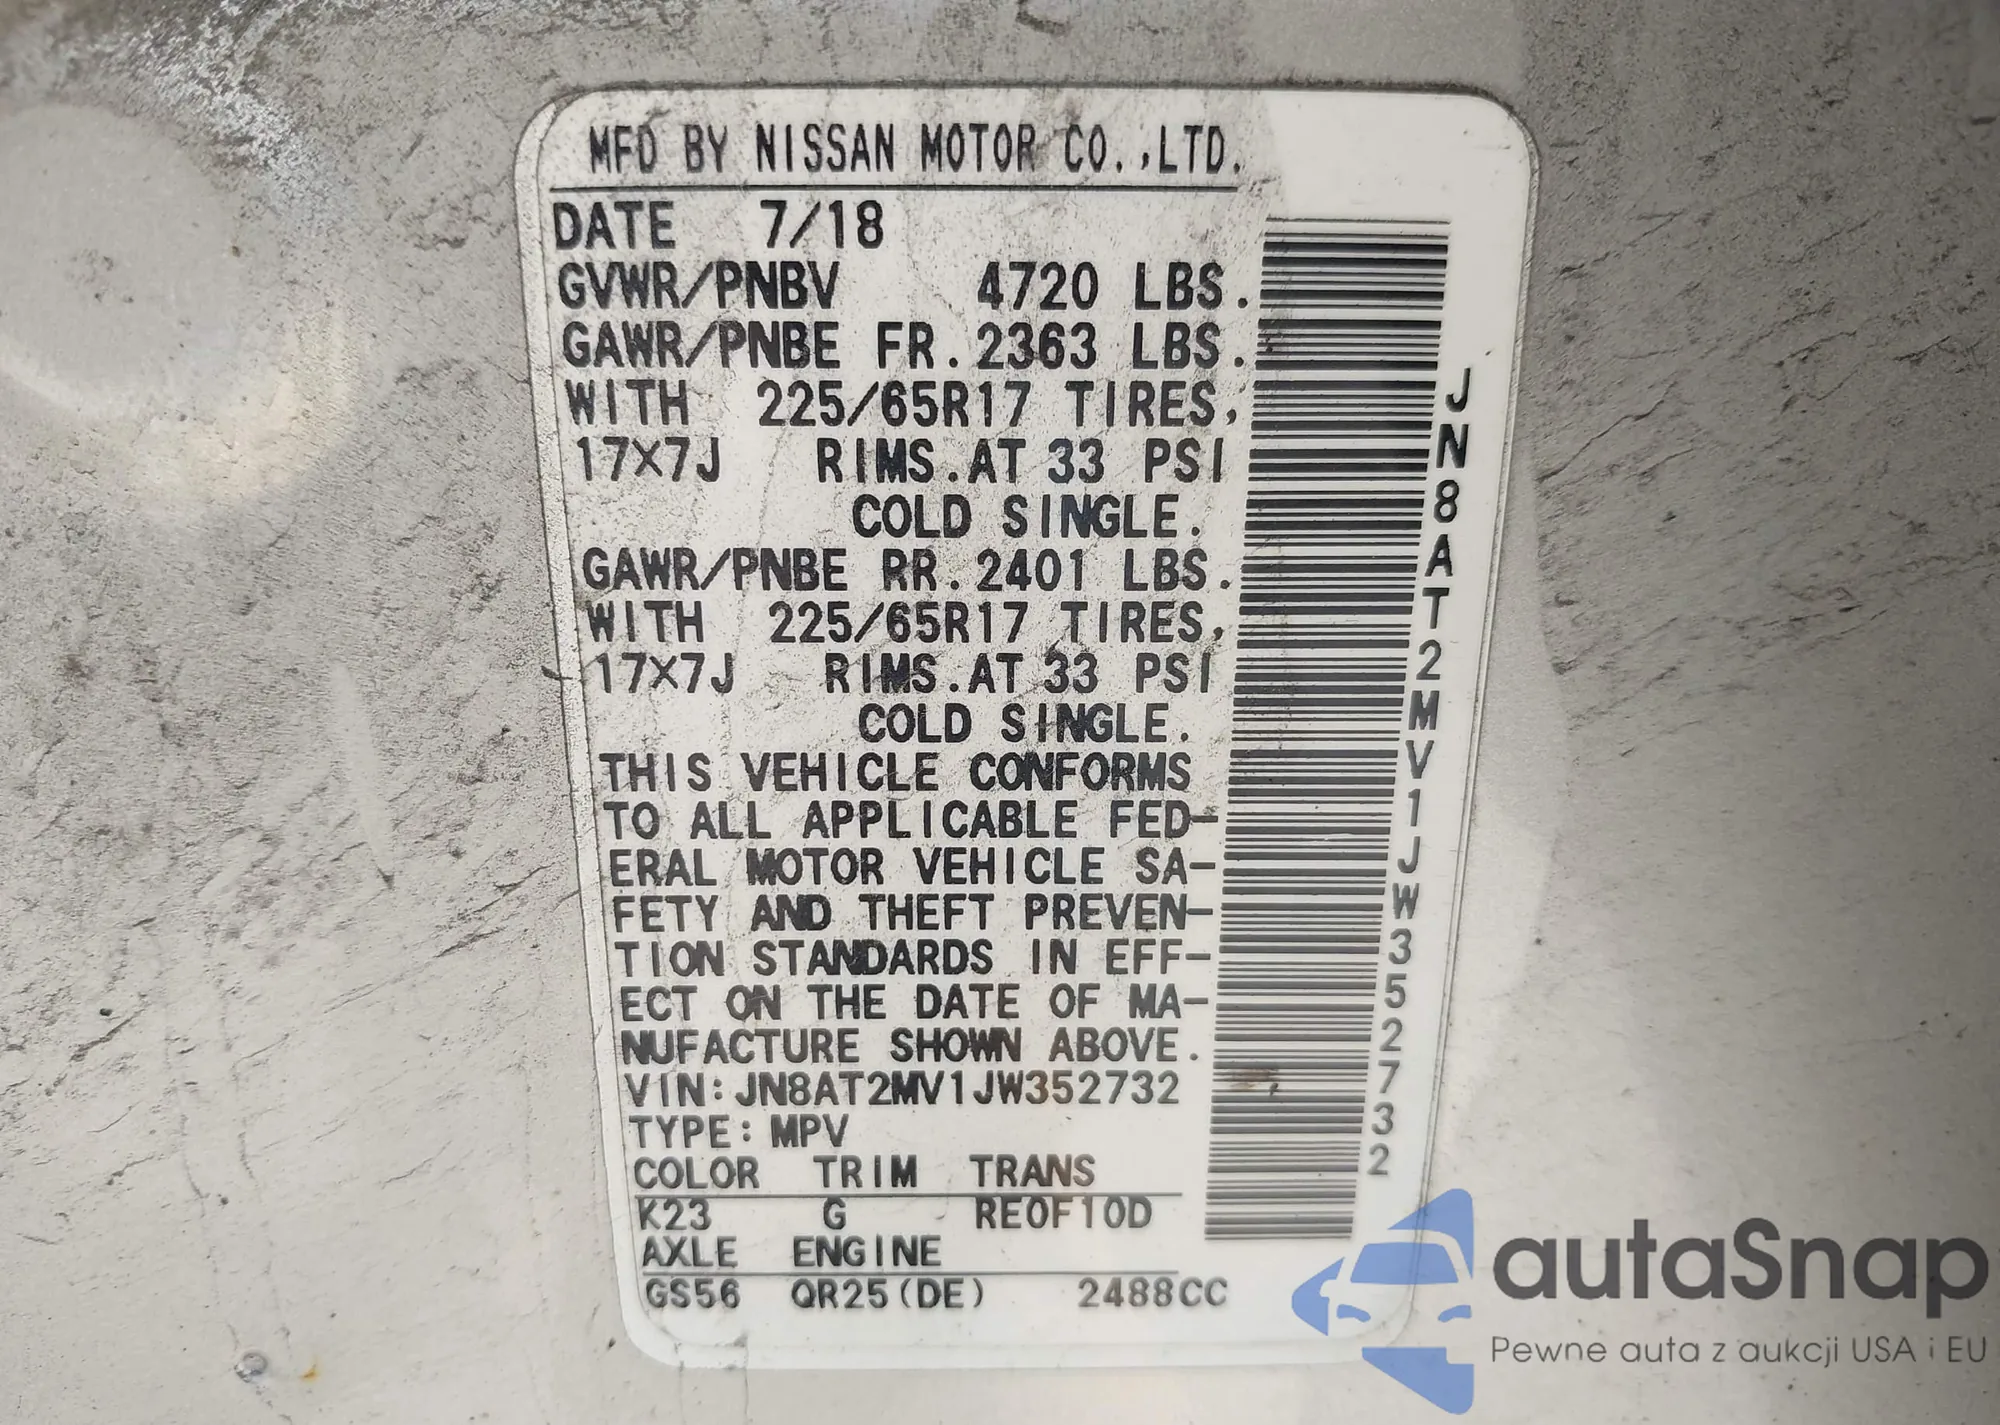 MFD BY NISSAN MOTOR CO.,LTD.
DATE 7/18
GVWR/PNBV 4720 LBS.
GAWR/PNBE FR.2363 LBS.
WITH 225/65R17 TIRES,
17X7J RIMS.AT 33 PSI
COLD SINGLE.
GAWR/PNBE RR.2401 LBS.
WITH 225/65R17 TIRES,
17X7J RIMS.AT 33 PSI
COLD SINGLE.
THIS VEHICLE CONFORMS
TO ALL APPLICABLE FED-
ERAL MOTOR VEHICLE SA-
FETY AND THEFT PREVEN-
TION STANDARDS IN EFF-
ECT ON THE DATE OF MA-
NUFACTURE SHOWN ABOVE.
VIN:JN8AT2MV1JW352732
TYPE:MPV
COLOR TRIM TRANS
K23 G RE0F10D
AXLE ENGINE
GS56 QR25(DE) 2488CC
JN8AT2MV1JW352732
autaSnap
Pewne auta z aukcji USA i EU